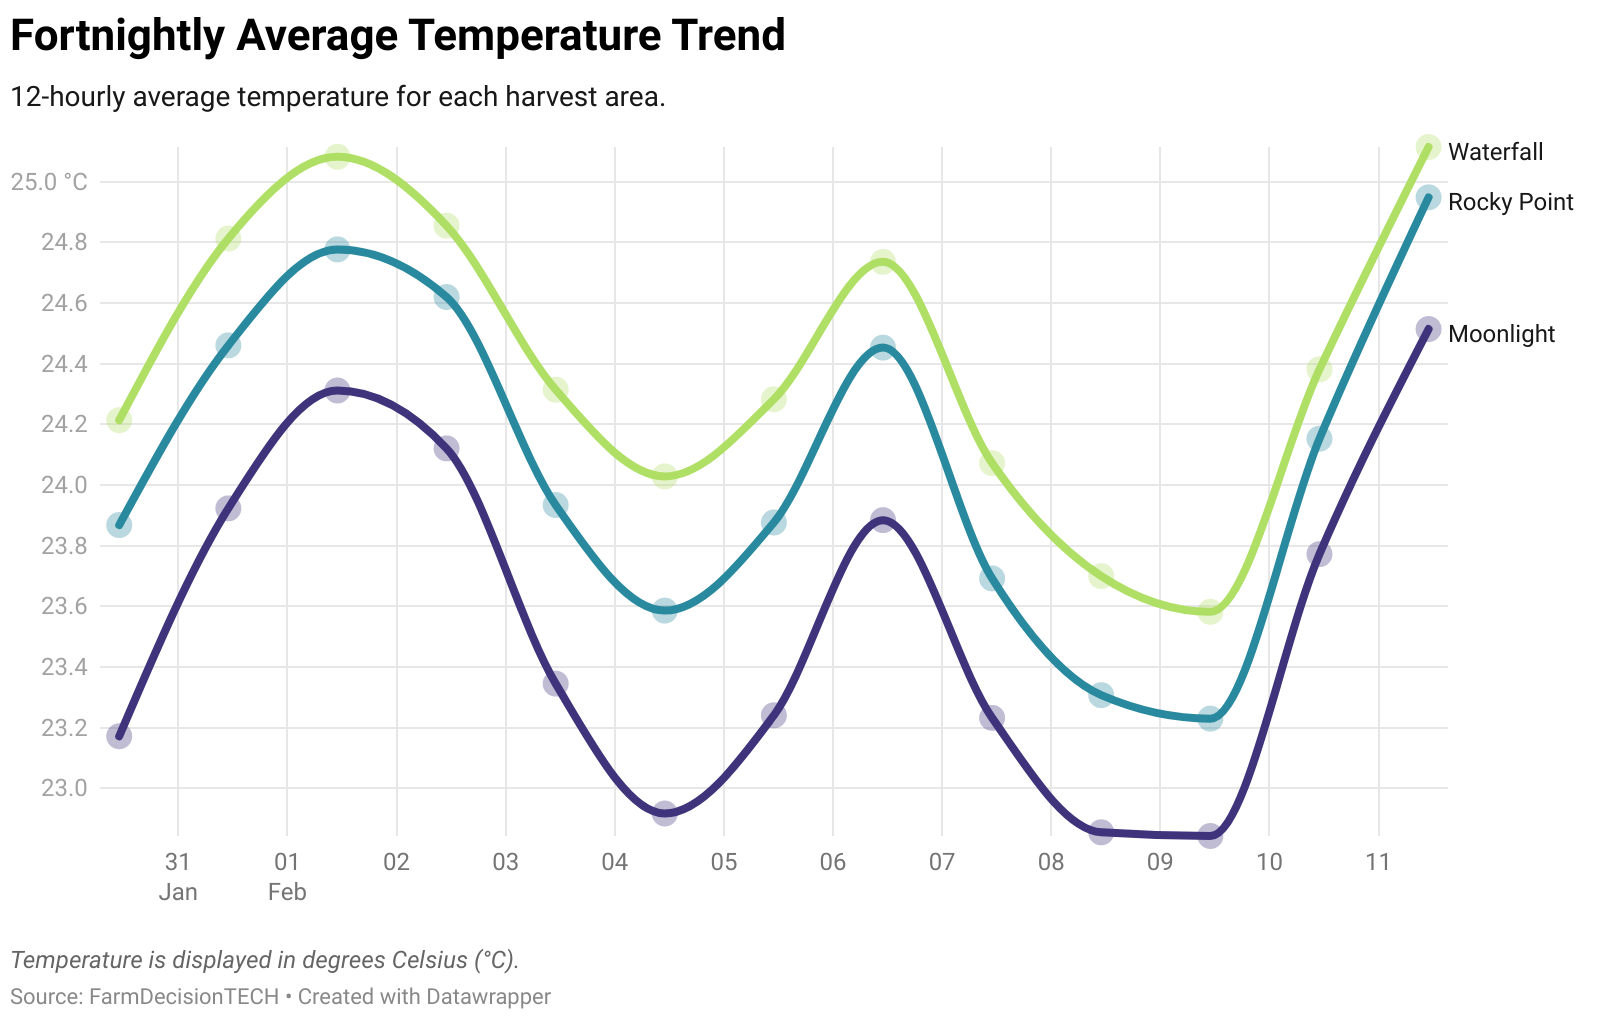 Fortnightly Average Temperature Trend
12-hourly average temperature for each harvest area.
Waterfall
25.0 °C
Rocky Point
24.8
24.6
Moonlight
24.4
24.2
24.0
23.8
23.6
23.4
23.2
23.0
31 01 02 03 04 05 06 07 08 09 10 11
Jan Feb
Temperature is displayed in degrees Celsius (°C).
Source: FarmDecisionTECH • Created with Datawrapper